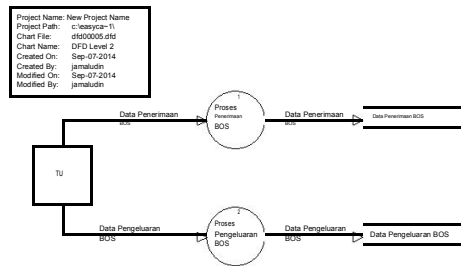 Project Name: New Project Name
Project Path: c:\easyca~1\
Chart File: dfd00005.dfd
Chart Name: DFD Level 2
Created On: Sep-07-2014
Created By: jamaludin
Modified On: Sep-07-2014
Modified By: jamaludin
1
Proses
Penerimaan
BOS
Data Penerimaan
BOS
Data Penerimaan
BOS
Data Penerimaan BOS
TU
2
Proses
Pengeluaran
BOS
Data Pengeluaran
BOS
Data Pengeluaran
BOS
Data Pengeluaran BOS